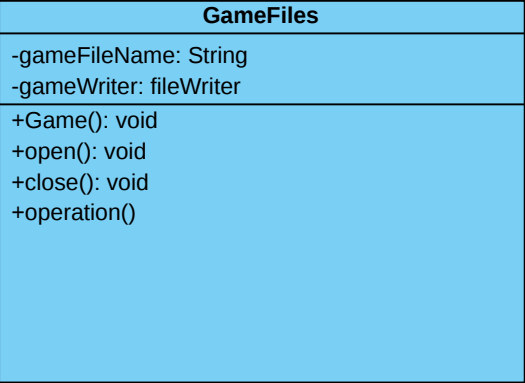 GameFiles
-gameFileName: String
-gameWriter: fileWriter
+Game(): void
+open(): void
+close(): void
+operation()